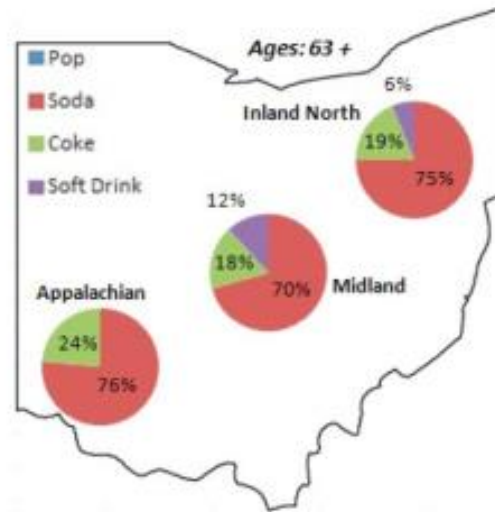 Ages: 63 +
Pop
Soda
Coke
Soft Drink
Inland North
6%
19%
75%
12%
18%
70%
Midland
Appalachian
24%
76%